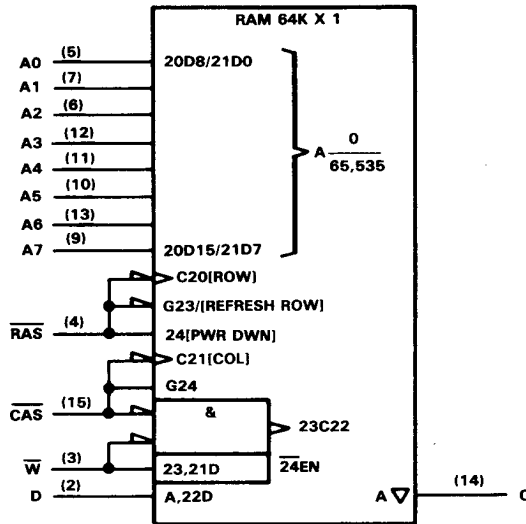 RAM 64K X 1
A0 (5) 20D8/21D0
A1 (7)
A2 (6)
A3 (12)
A4 (11)
A5 (10)
A6 (13)
A7 (9) 20D15/21D7
A 0
65,535
C20[ROW]
G23/[REFRESH ROW]
RAS (4) 24[PWR DWN]
C21[COL]
G24
CAS (15) & 23C22
W (3) 23,21D 24EN
D (2) A,22D A (14)